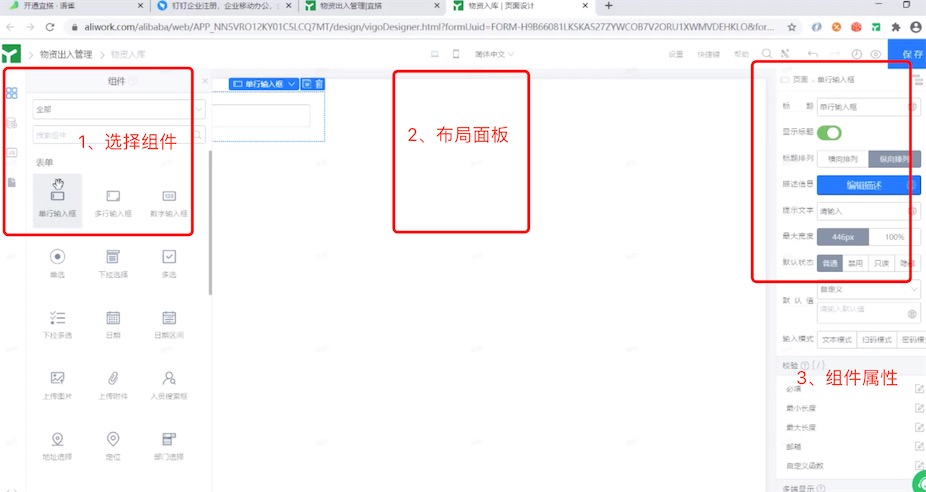 开通直搭 - 语雀
钉钉企业注册、企业移动办公、
物资出入管理|宜搭
物资入库 | 页面设计
aliwork.com/alibaba/web/APP_NN5VRO12KY01C5LCQ7MT/design/vigoDesigner.html?formUuid=FORM-H9B66081LKSKAS27ZYWCOB7V2ORU1XWMVDEHKLO&for...
物资出入管理
物资入库
简体中文
设置
快捷键
帮助
保存
组件
全部
搜索组件
1、选择组件
表单
单行输入框
多行输入框
数字输入框
单选
下拉选择
多选
下拉多选
日期
日期区间
上传图片
上传附件
人员搜索框
地址选择
定位
部门选择
单行输入框
2、布局面板
页面
单行输入框
标题
单行输入框
显示标题
标题排列
横向排列
纵向排列
描述信息
编辑描述
提示文字
请输入
最大宽度
446px
100%
默认状态
普通
禁用
只读
隐藏
默认值
自定义
请输入默认值
输入模式
文本模式
扫码模式
密码模
校验
3、组件属性
必填
最小长度
最大长度
邮箱
自定义函数
多端显示